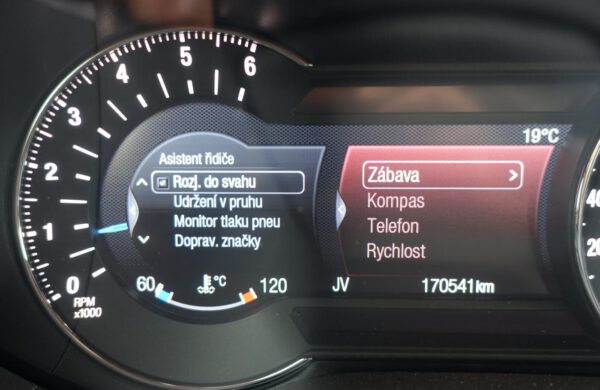 6
5
4
3
2
1
0
RPM
x1000
Asistent řidiče
Rozj. do svahu
Udržení v pruhu
Monitor tlaku pneu
Doprav. značky
60
°C
120
19°C
Zábava
Kompas
Telefon
Rychlost
JV
170541km